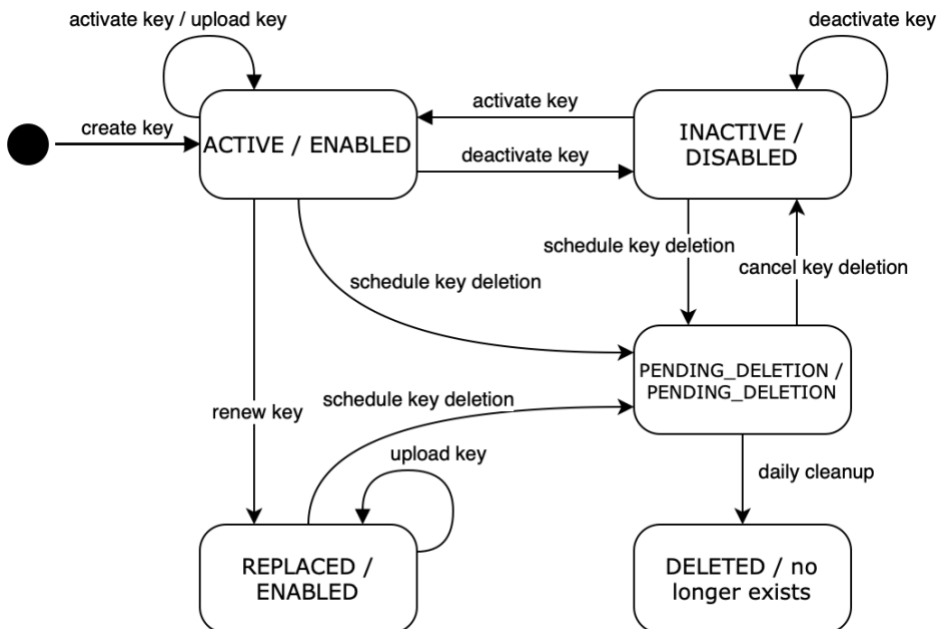 activate key / upload key
deactivate key
create key
ACTIVE / ENABLED
activate key
deactivate key
INACTIVE /
DISABLED
schedule key deletion
cancel key deletion
schedule key deletion
PENDING_DELETION /
PENDING_DELETION
renew key
schedule key deletion
upload key
daily cleanup
REPLACED /
ENABLED
DELETED / no
longer exists